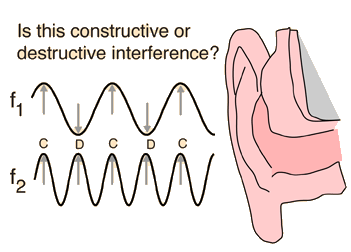 Is this constructive or
destructive interference?
f1
C D C D C
f2